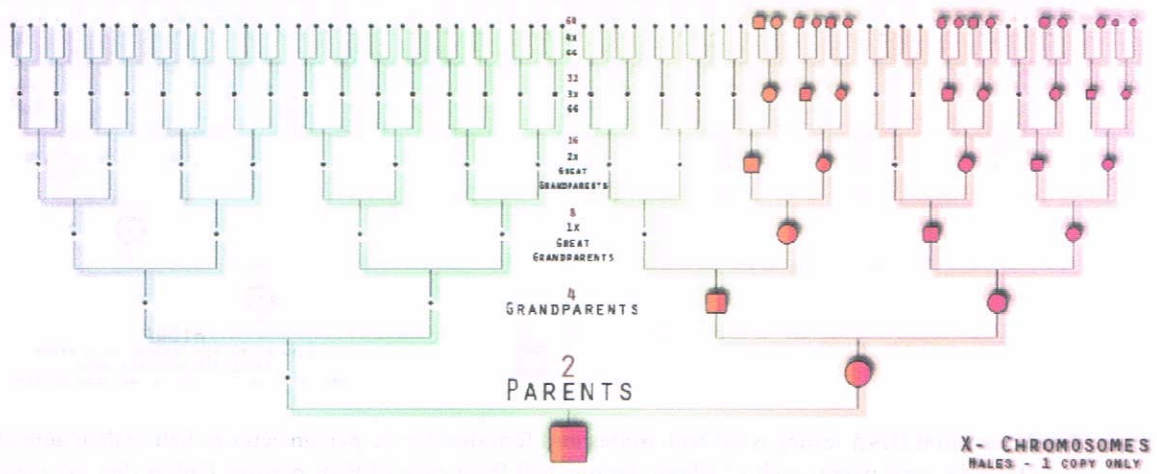 64
4x
GG
32
3x
GG
16
2x
GREAT
GRANDPARENTS
8
1x
GREAT
GRANDPARENTS
4
GRANDPARENTS
2
PARENTS
X- CHROMOSOMES
MALES - 1 COPY ONLY